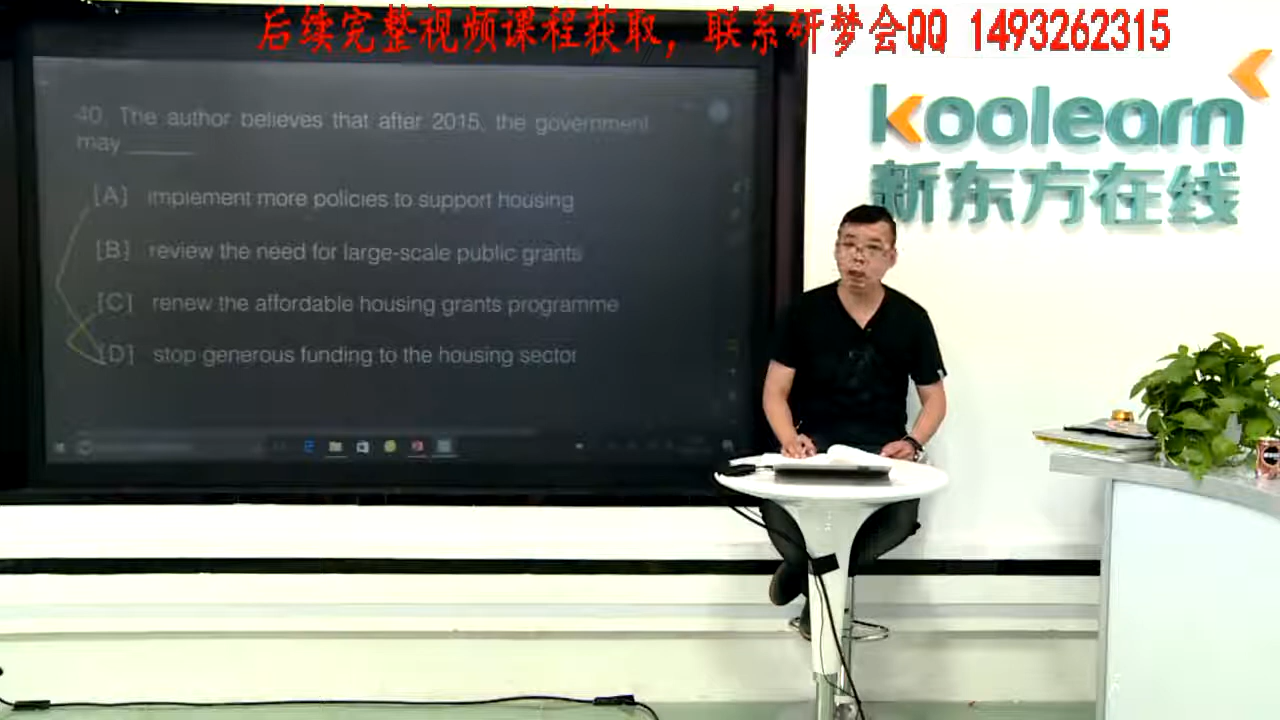 后续完整视频课程获取，联系研梦会QQ 1493262315
koolearn
新东方在线
40. The author believes that after 2015, the government
may ______
[A] implement more policies to support housing
[B] review the need for large-scale public grants
[C] renew the affordable housing grants programme
[D] stop generous funding to the housing sector